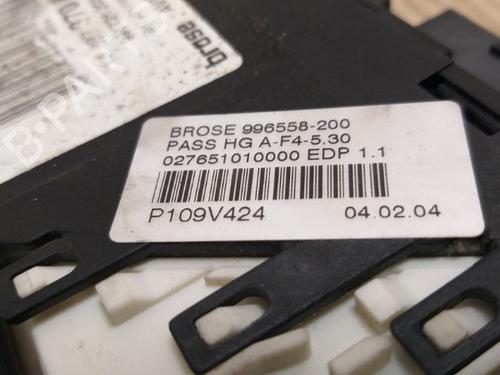 brose
BROSE 996558-200
PASS HG A-F4-5.30
027651010000 EDP 1.1
P109V424 04.02.04
B-PARTS